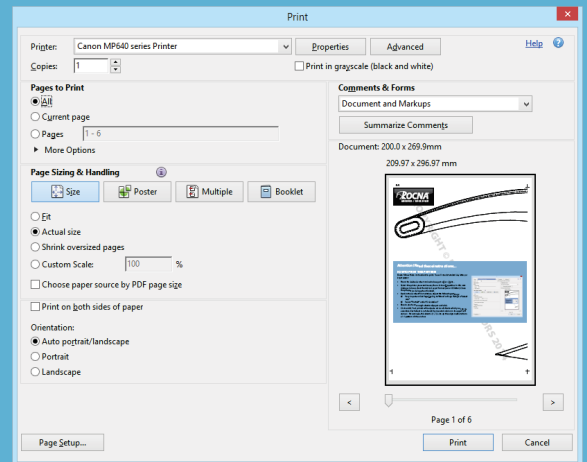 Print
Printer: Canon MP640 series Printer Properties Advanced Help
Copies: 1 Print in grayscale (black and white)
Pages to Print
All
Current page
Pages 1 - 6
More Options
Page Sizing & Handling
Size Poster Multiple Booklet
Fit
Actual size
Shrink oversized pages
Custom Scale: 100 %
Choose paper source by PDF page size
Print on both sides of paper
Orientation:
Auto portrait/landscape
Portrait
Landscape
Comments & Forms
Document and Markups
Summarize Comments
Document: 200.0 x 269.9mm
209.97 x 296.97 mm
ROCNA
< >
Page 1 of 6
Page Setup... Print Cancel